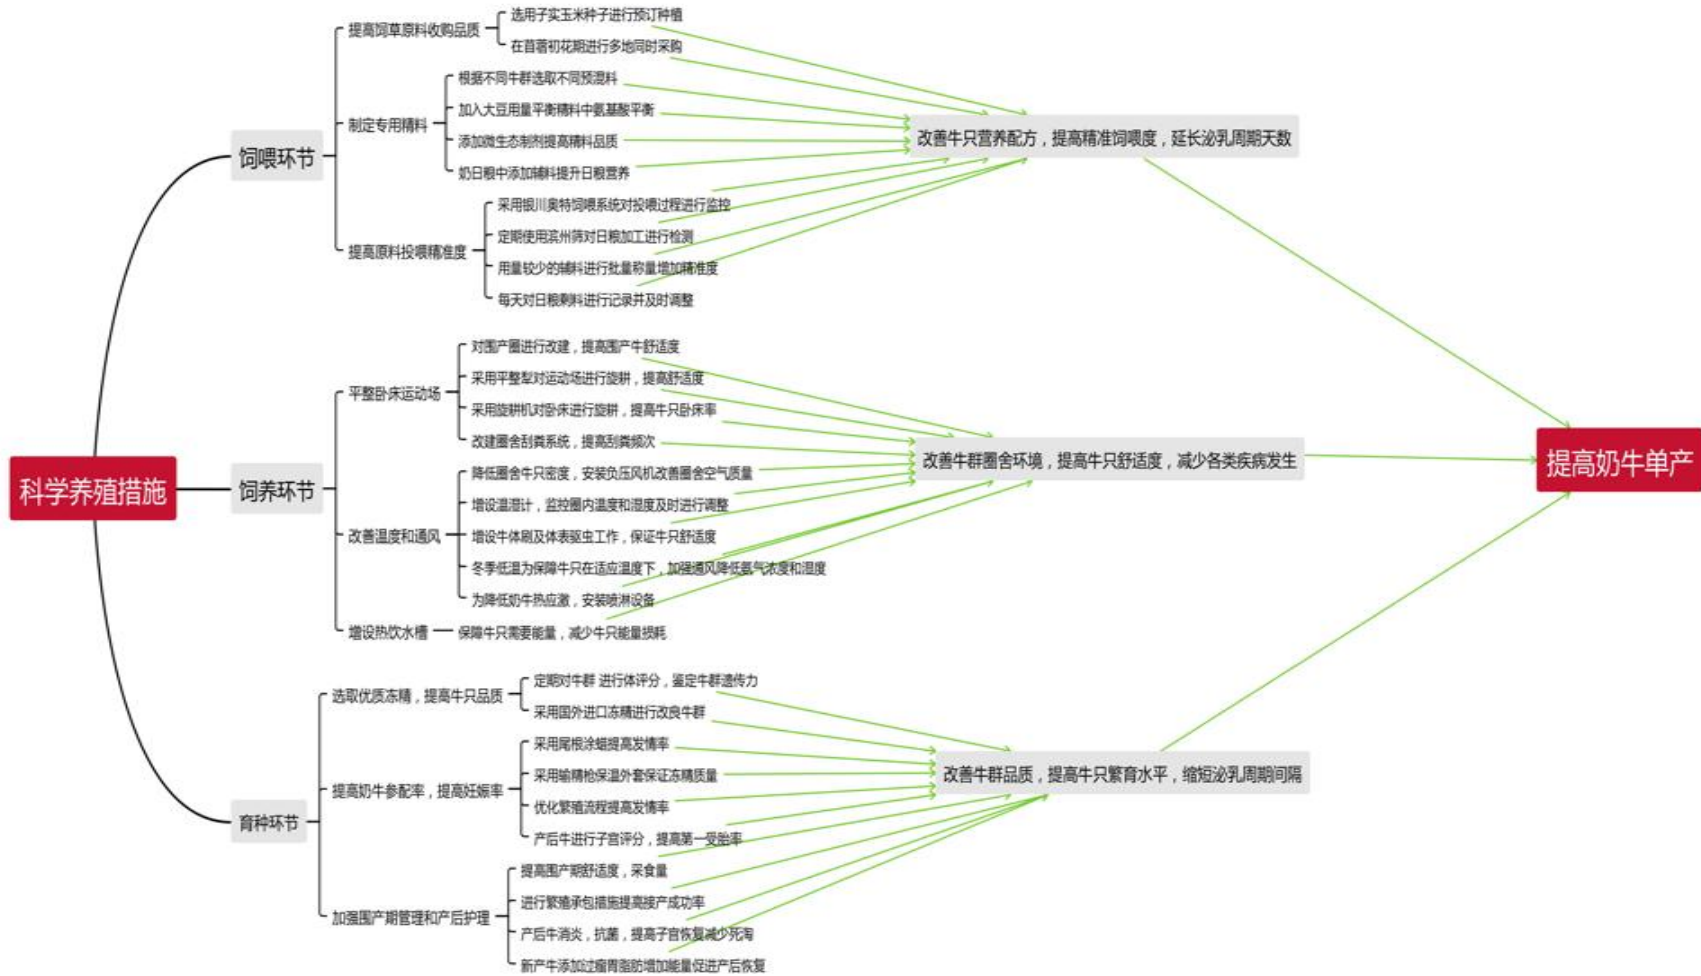 科学养殖措施
饲喂环节
提高饲草原料收购品质
选用子实玉米种子进行预订种植
在苜蓿初花期进行多地同时采购
制定专用精料
根据不同牛群选取不同预混料
加入大豆用量平衡精料中氨基酸平衡
添加微生态制剂提高精料品质
奶日粮中添加辅料提升日粮营养
提高原料投喂精准度
采用银川奥特饲喂系统对投喂过程进行监控
定期使用滨州筛对日粮加工进行检测
用量较少的辅料进行批量称量增加精准度
每天对日粮剩料进行记录并及时调整
改善牛只营养配方，提高精准饲喂度，延长泌乳周期天数
饲养环节
平整卧床运动场
对围产圈进行改建，提高围产牛舒适度
采用平整犁对运动场进行旋耕，提高舒适度
采用旋耕机对卧床进行旋耕，提高牛只卧床率
改建圈舍刮粪系统，提高刮粪频次
改善温度和通风
降低圈舍牛只密度，安装负压风机改善圈舍空气质量
增设温湿计，监控圈内温度和湿度及时进行调整
增设牛体刷及体表驱虫工作，保证牛只舒适度
冬季低温为保障牛只在适应温度下，加强通风降低氨气浓度和湿度
为降低奶牛热应激，安装喷淋设备
增设热饮水槽
保障牛只需要能量，减少牛只能量损耗
改善牛群圈舍环境，提高牛只舒适度，减少各类疾病发生
育种环节
选取优质冻精，提高牛只品质
定期对牛群 进行体评分，鉴定牛群遗传力
采用国外进口冻精进行改良牛群
提高奶牛参配率，提高妊娠率
采用尾根涂蜡提高发情率
采用输精枪保温外套保证冻精质量
优化繁殖流程提高发情率
产后牛进行子宫评分，提高第一受胎率
加强围产期管理和产后护理
提高围产期舒适度，采食量
进行繁殖承包措施提高接产成功率
产后牛消炎，抗菌，提高子宫恢复减少死淘
新产牛添加过瘤胃脂肪增加能量促进产后恢复
改善牛群品质，提高牛只繁育水平，缩短泌乳周期间隔
提高奶牛单产